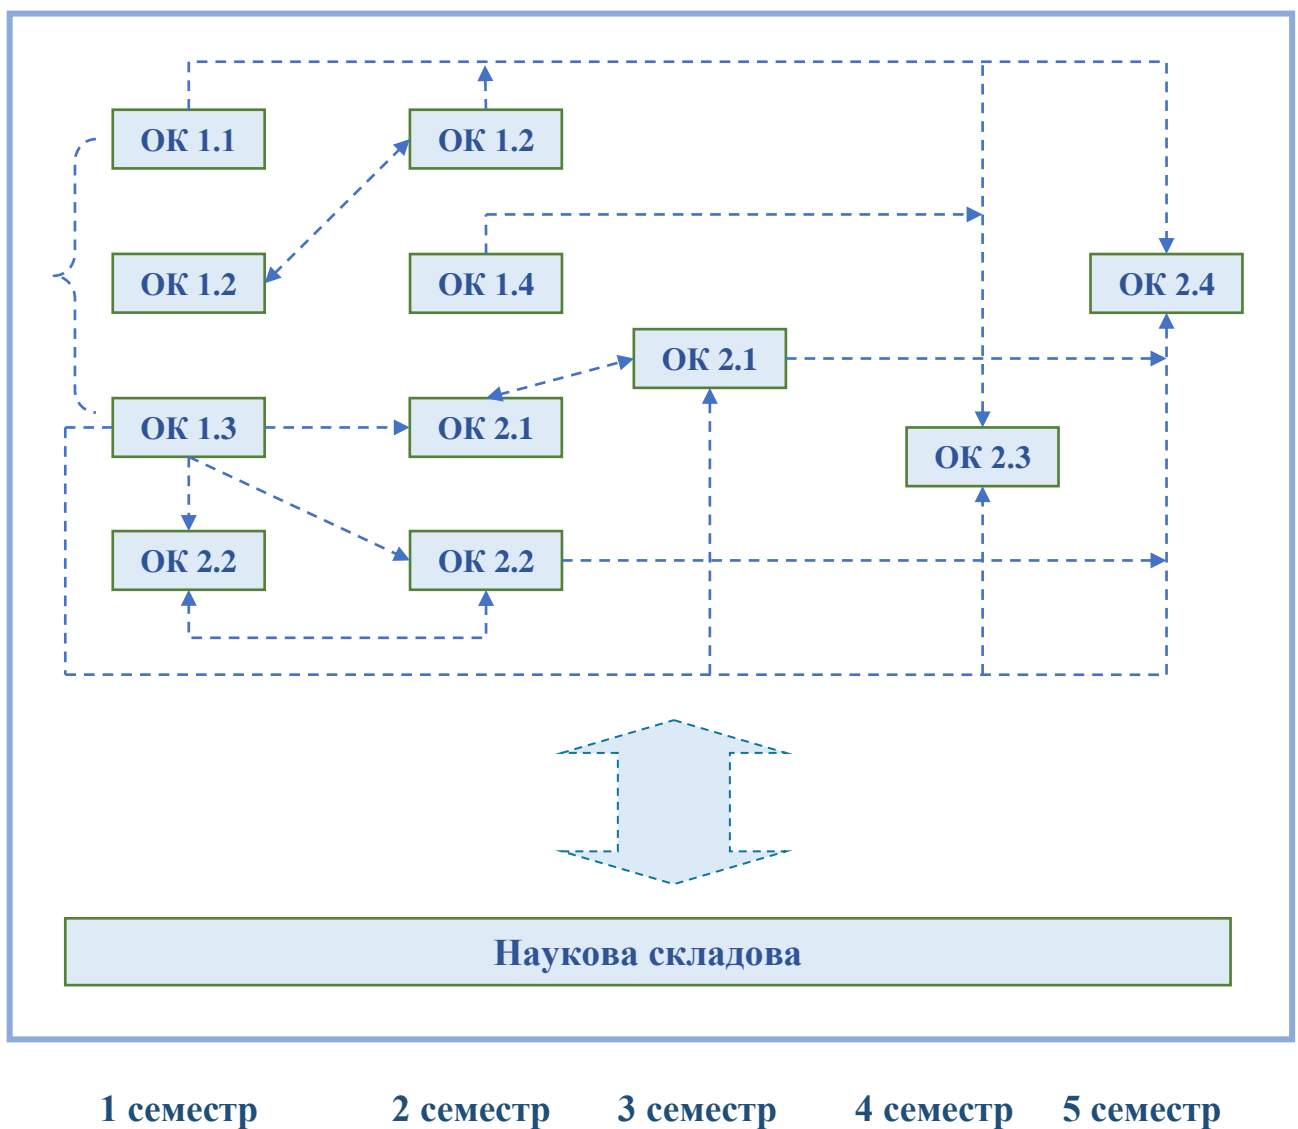 ОК 1.1
ОК 1.2
ОК 1.2
ОК 1.4
ОК 2.4
ОК 2.1
ОК 1.3
ОК 2.1
ОК 2.3
ОК 2.2
ОК 2.2
Наукова складова
1 семестр
2 семестр
3 семестр
4 семестр
5 семестр